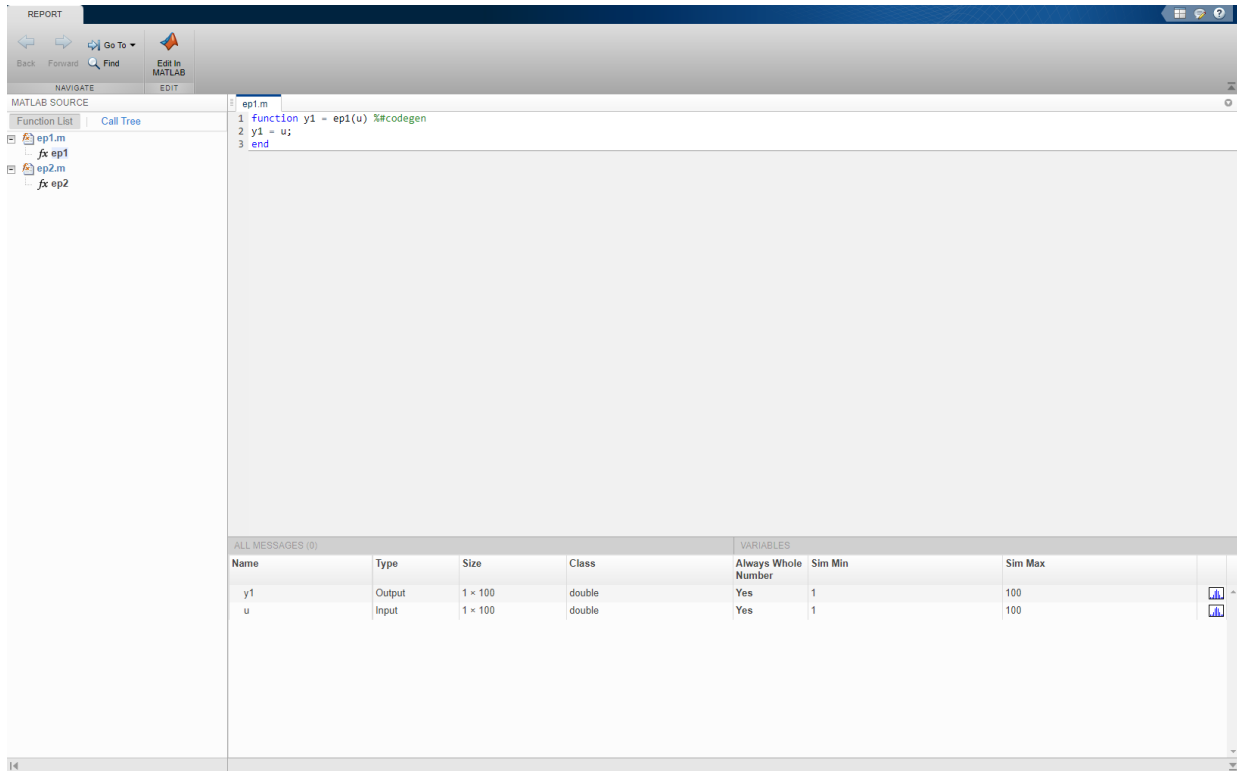 REPORT
?
Back
Forward
Go To
Find
Edit In
MATLAB
NAVIGATE
EDIT
MATLAB SOURCE
Function List
Call Tree
ep1.m
fx ep1
ep2.m
fx ep2
ep1.m
1 function y1 = ep1(u) %#codegen
2 y1 = u;
3 end
ALL MESSAGES (0)
VARIABLES
Name Type Size Class Always Whole Number Sim Min Sim Max
y1 Output 1 × 100 double Yes 1 100
u Input 1 × 100 double Yes 1 100